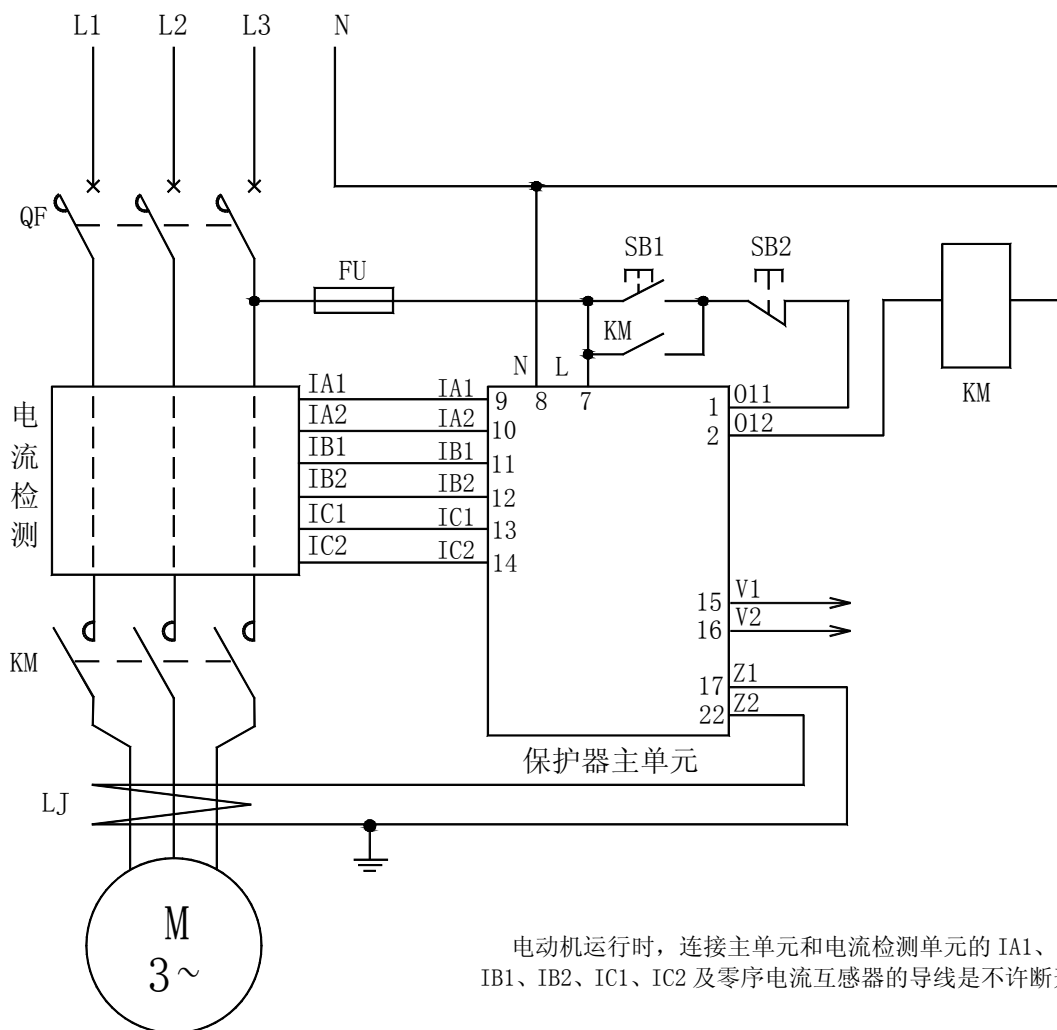 L1 L2 L3 N
QF
FU
SB1 SB2
KM
N L
KM
电流检测
IA1 IA1 9 8 7
IA2 IA2 10
IB1 IB1 11
IB2 IB2 12
IC1 IC1 13
IC2 IC2 14
1 O11
2 O12
15 V1
16 V2
17 Z1
22 Z2
KM
保护器主单元
LJ
M
3~
电动机运行时，连接主单元和电流检测单元的 IA1、
IB1、IB2、IC1、IC2 及零序电流互感器的导线是不许断